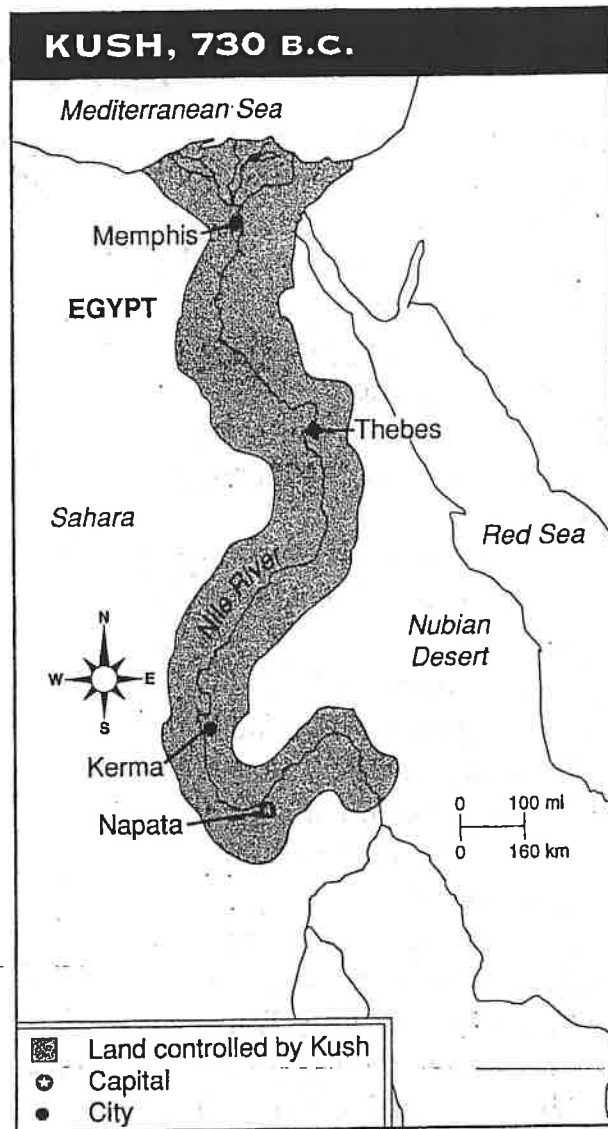 KUSH, 730 B.C.
Mediterranean Sea
Memphis
EGYPT
Thebes
Sahara
Red Sea
Nile River
Nubian
Desert
N
W
E
S
Kerma
Napata
0 100 mi
0 160 km
Land controlled by Kush
Capital
City